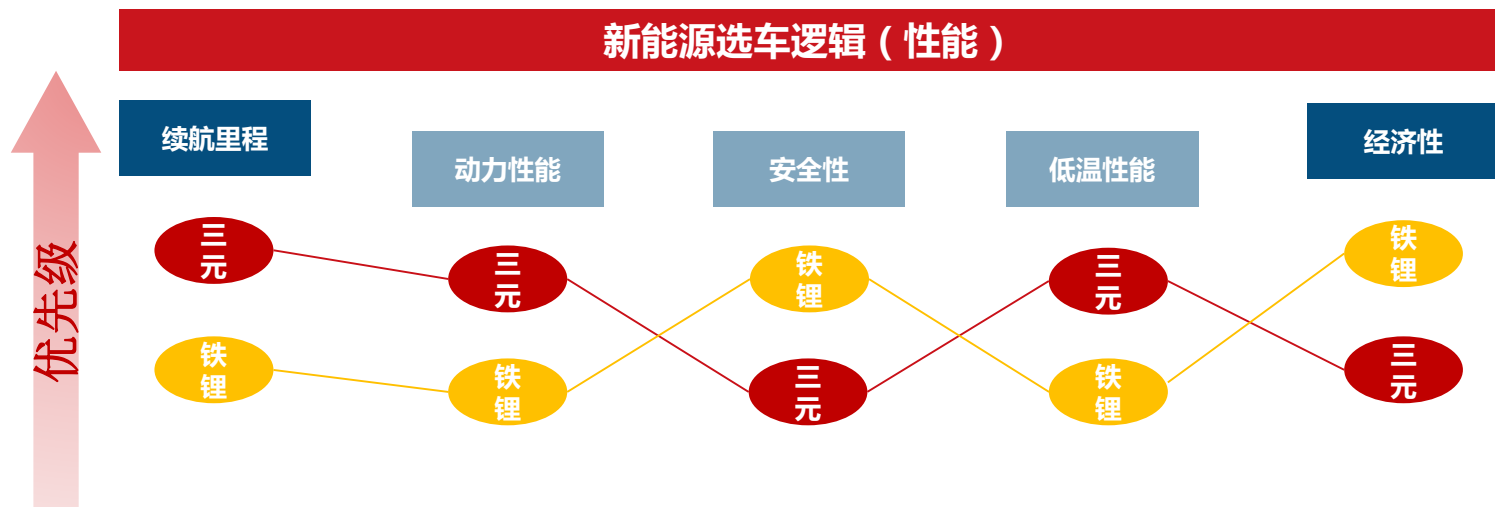 新能源选车逻辑（性能）
优先级
续航里程
动力性能
安全性
低温性能
经济性
三
元
三
元
铁
锂
三
元
铁
锂
铁
锂
铁
锂
三
元
铁
锂
三
元